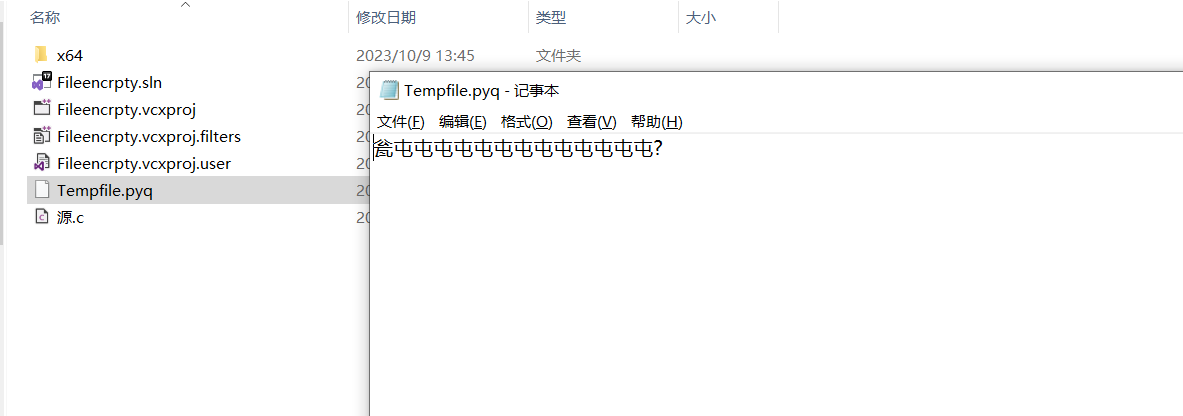 名称 修改日期 类型 大小
x64 2023/10/9 13:45 文件夹
Fileencrpty.sln 20
Fileencrpty.vcxproj 20
Fileencrpty.vcxproj.filters 20
Fileencrpty.vcxproj.user 20
Tempfile.pyq 20
源.c 20
Tempfile.pyq - 记事本
文件(F) 编辑(E) 格式(O) 查看(V) 帮助(H)
瓮屯屯屯屯屯屯屯屯屯屯屯屯屯?